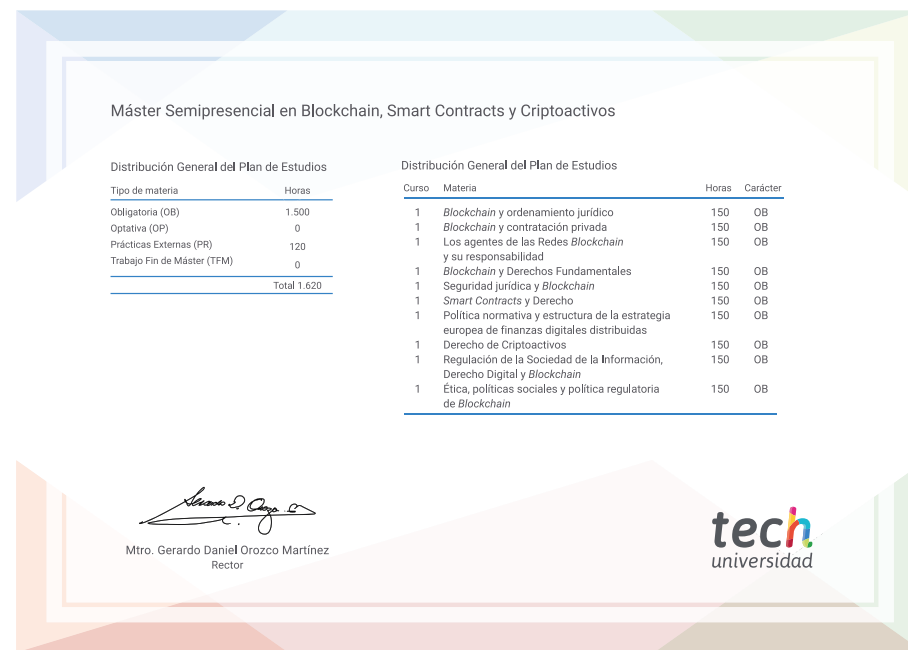 Máster Semipresencial en Blockchain, Smart Contracts y Criptoactivos
Distribución General del Plan de Estudios
Tipo de materia Horas
Obligatoria (OB) 1.500
Optativa (OP) 0
Prácticas Externas (PR) 120
Trabajo Fin de Máster (TFM) 0
Total 1.620
Distribución General del Plan de Estudios
Curso Materia Horas Carácter
1 Blockchain y ordenamiento jurídico 150 OB
1 Blockchain y contratación privada 150 OB
1 Los agentes de las Redes Blockchain 150 OB
y su responsabilidad
1 Blockchain y Derechos Fundamentales 150 OB
1 Seguridad jurídica y Blockchain 150 OB
1 Smart Contracts y Derecho 150 OB
1 Política normativa y estructura de la estrategia 150 OB
europea de finanzas digitales distribuidas
1 Derecho de Criptoactivos 150 OB
1 Regulación de la Sociedad de la Información, 150 OB
Derecho Digital y Blockchain
1 Ética, políticas sociales y política regulatoria 150 OB
de Blockchain
Mtro. Gerardo Daniel Orozco Martínez
Rector
tech
universidad